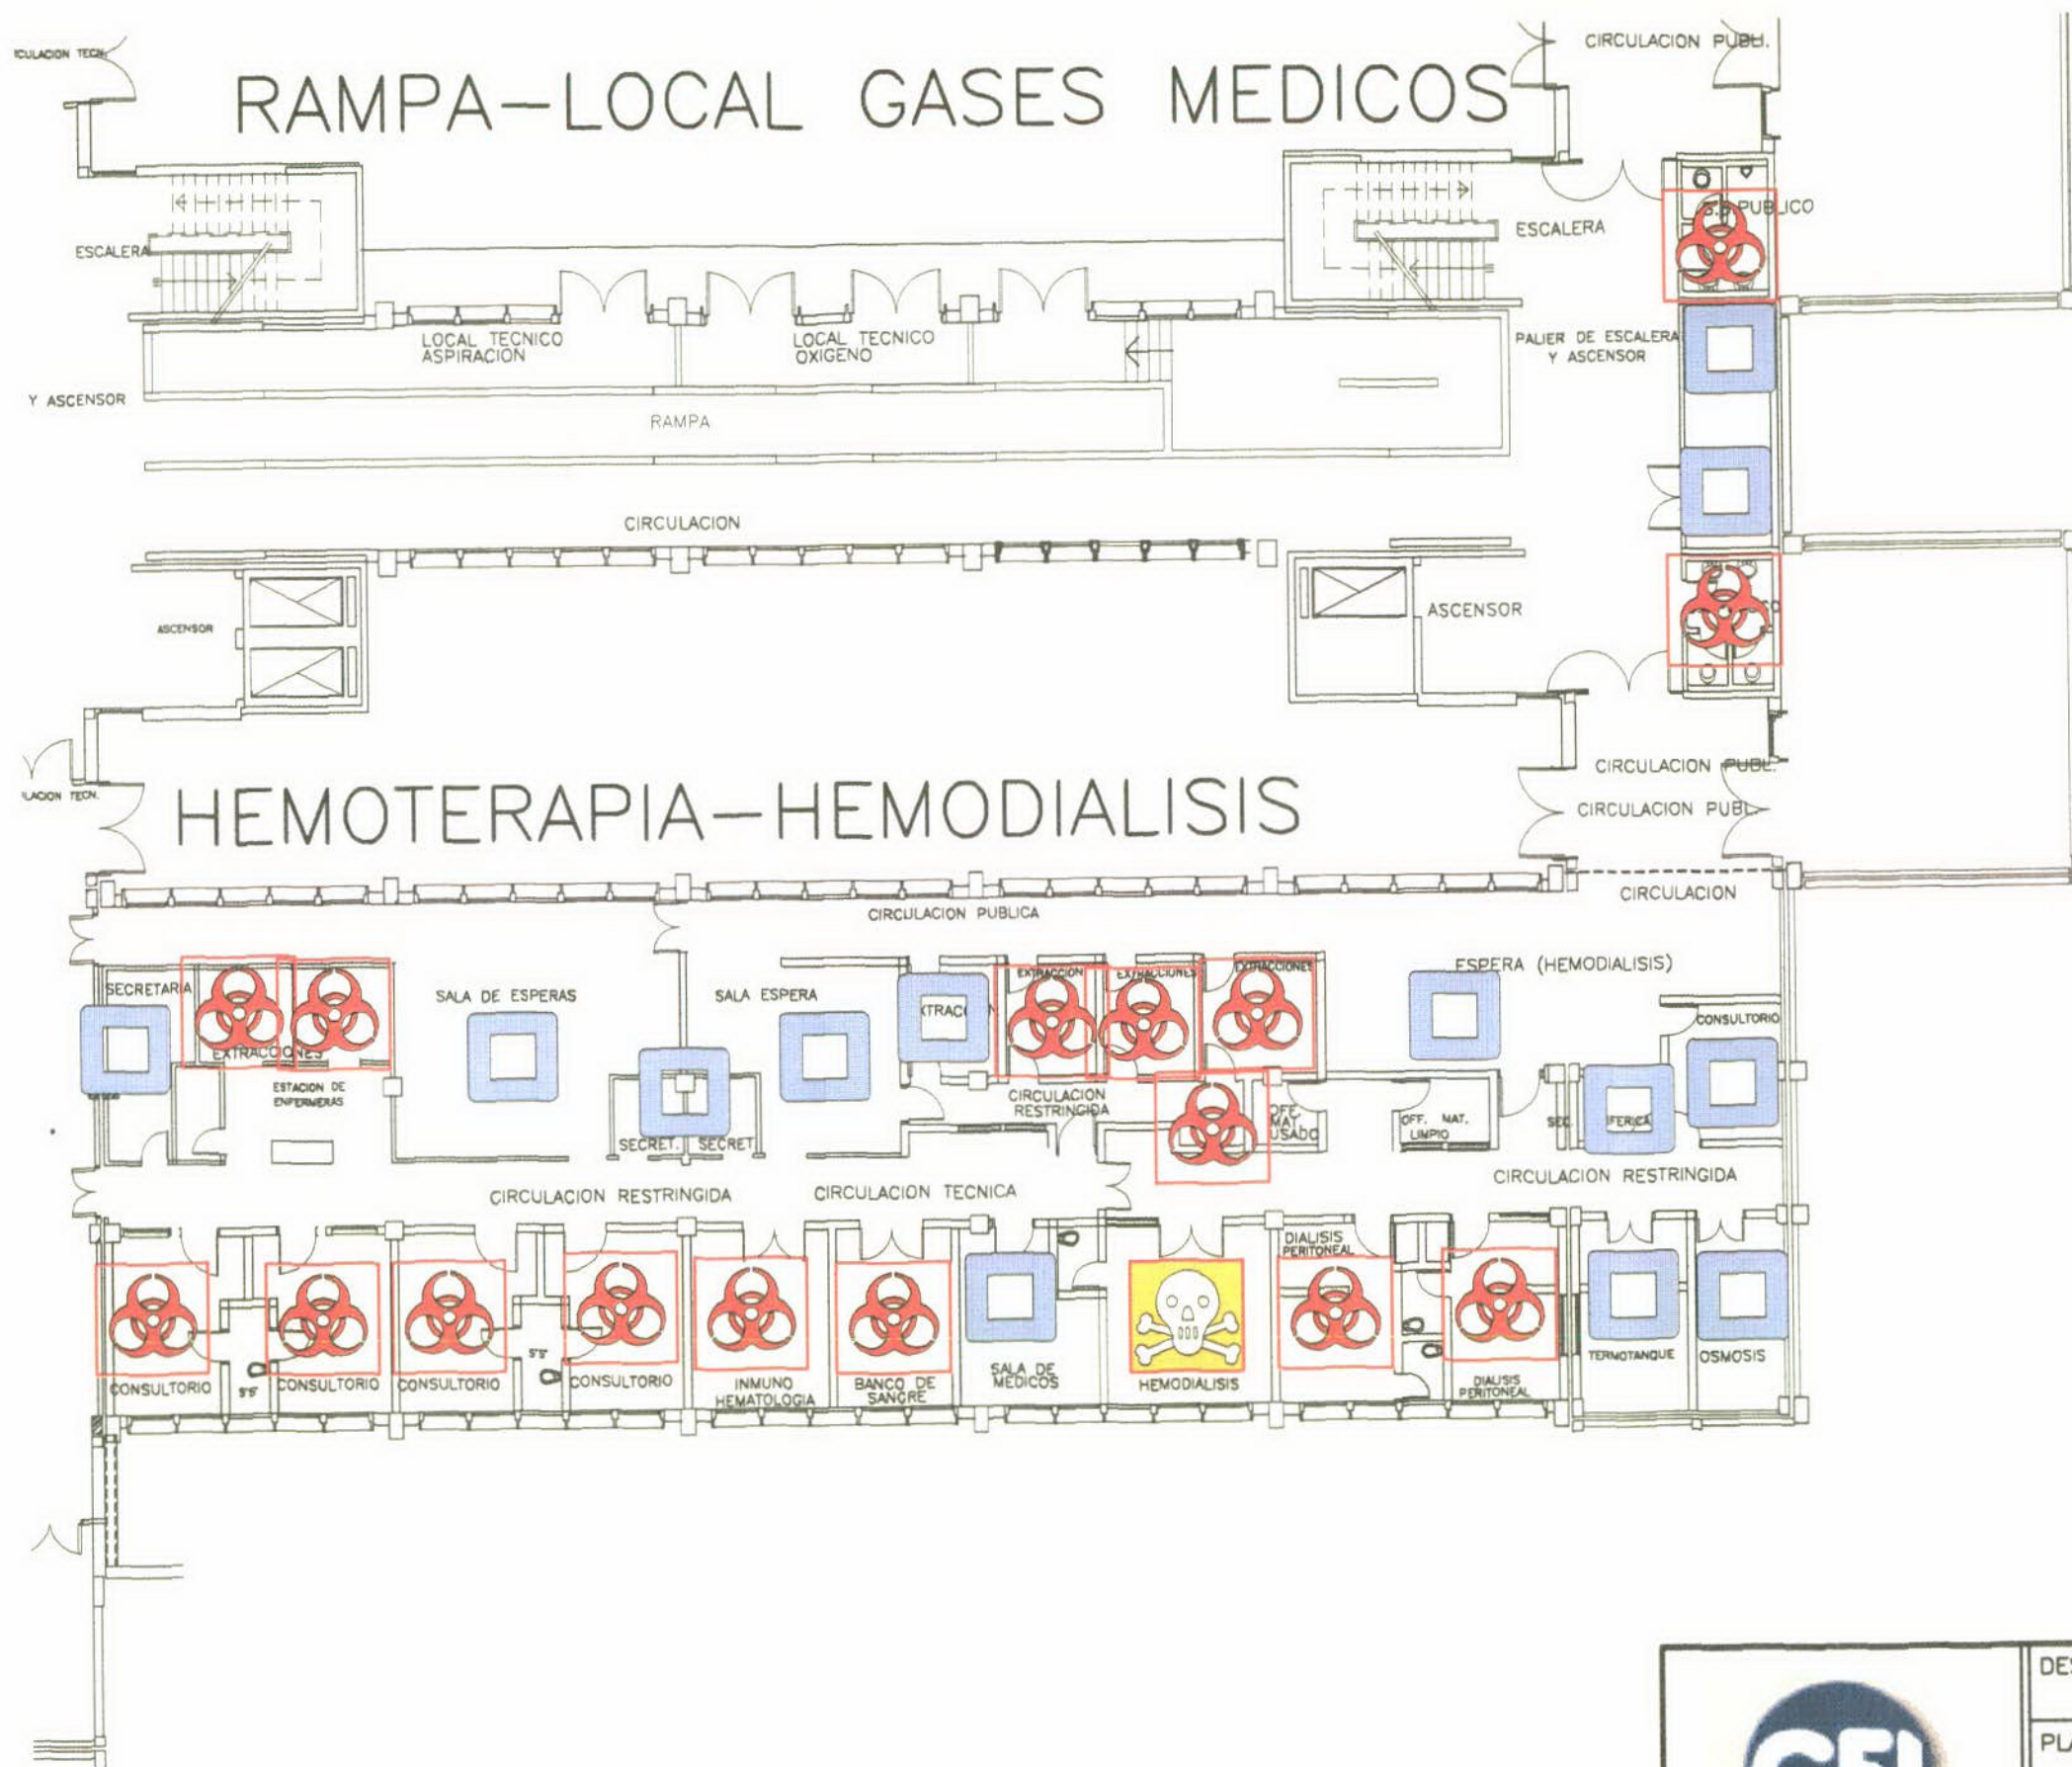 CIRCULACION PUBL.
RAMPA-LOCAL GASES MEDICOS
PUBLICO
ESCALERA
ESCALERA
LOCAL TECNICO
ASPIRACION
LOCAL TECNICO
OXIGENO
PALIER DE ESCALERA
Y ASCENSOR
Y ASCENSOR
RAMPA
CIRCULACION
ASCENSOR
ASCENSOR
CIRCULACION PUBL.
CIRCULACION PUBL.
HEMOTERAPIA-HEMODIALISIS
CIRCULACION
CIRCULACION PUBLICA
SECRETARIA
SALA DE ESPERAS
SALA ESPERA
EXTRACCION
EXTRACCIONES
EXTRACCIONES
ESPERA (HEMODIALISIS)
CONSULTORIO
EXTRACCIONES
ESTACION DE
ENFERMERAS
CIRCULACION
RESTRINGIDA
OFF.
MAT.
USADO
OFF. MAT.
LIMPIO
SECRET.
SECRET.
CIRCULACION RESTRINGIDA
CIRCULACION TECNICA
CIRCULACION RESTRINGIDA
DIALISIS
PERITONEAL
CONSULTORIO
CONSULTORIO
CONSULTORIO
CONSULTORIO
INMUNO
HEMATOLOGIA
BANCO DE
SANGRE
SALA DE
MEDICOS
HEMODIALISIS
DIALISIS
PERITONEAL
TERMOTANQUE
OSMOSIS